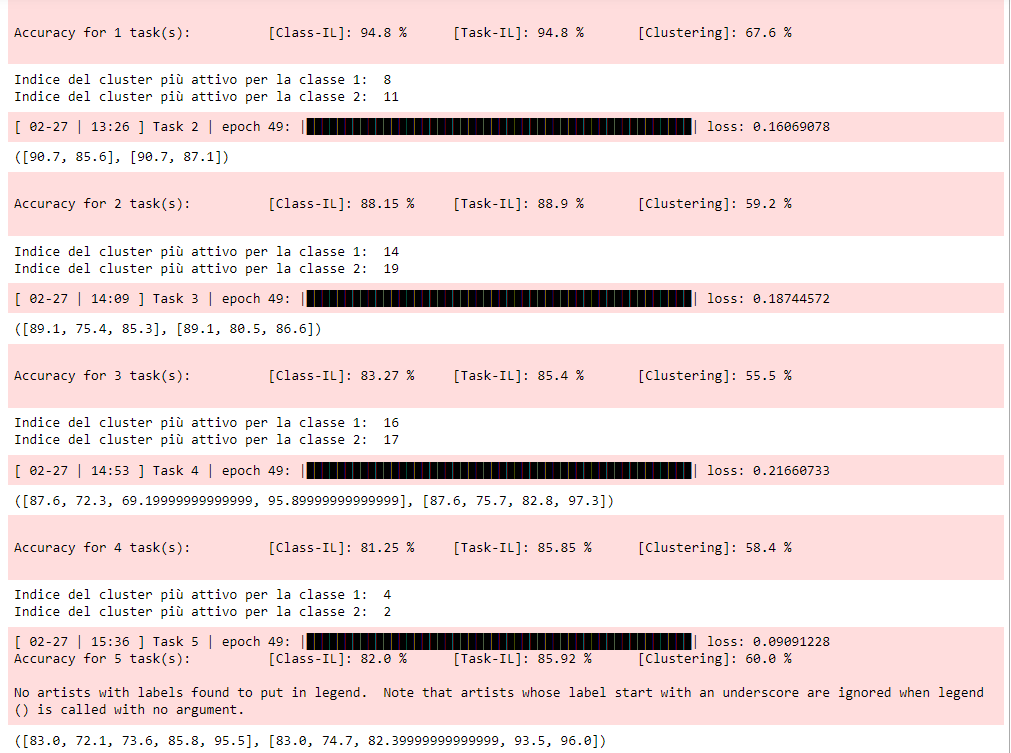 Accuracy for 1 task(s): [Class-IL]: 94.8 % [Task-IL]: 94.8 % [Clustering]: 67.6 %
Indice del cluster più attivo per la classe 1: 8
Indice del cluster più attivo per la classe 2: 11
[ 02-27 | 13:26 ] Task 2 | epoch 49: |██████████████████████████████████████████████████| loss: 0.16069078
([90.7, 85.6], [90.7, 87.1])
Accuracy for 2 task(s): [Class-IL]: 88.15 % [Task-IL]: 88.9 % [Clustering]: 59.2 %
Indice del cluster più attivo per la classe 1: 14
Indice del cluster più attivo per la classe 2: 19
[ 02-27 | 14:09 ] Task 3 | epoch 49: |██████████████████████████████████████████████████| loss: 0.18744572
([89.1, 75.4, 85.3], [89.1, 80.5, 86.6])
Accuracy for 3 task(s): [Class-IL]: 83.27 % [Task-IL]: 85.4 % [Clustering]: 55.5 %
Indice del cluster più attivo per la classe 1: 16
Indice del cluster più attivo per la classe 2: 17
[ 02-27 | 14:53 ] Task 4 | epoch 49: |██████████████████████████████████████████████████| loss: 0.21660733
([87.6, 72.3, 69.19999999999999, 95.89999999999999], [87.6, 75.7, 82.8, 97.3])
Accuracy for 4 task(s): [Class-IL]: 81.25 % [Task-IL]: 85.85 % [Clustering]: 58.4 %
Indice del cluster più attivo per la classe 1: 4
Indice del cluster più attivo per la classe 2: 2
[ 02-27 | 15:36 ] Task 5 | epoch 49: |██████████████████████████████████████████████████| loss: 0.09091228
Accuracy for 5 task(s): [Class-IL]: 82.0 % [Task-IL]: 85.92 % [Clustering]: 60.0 %
No artists with labels found to put in legend. Note that artists whose label start with an underscore are ignored when legend
() is called with no argument.
([83.0, 72.1, 73.6, 85.8, 95.5], [83.0, 74.7, 82.39999999999999, 93.5, 96.0])